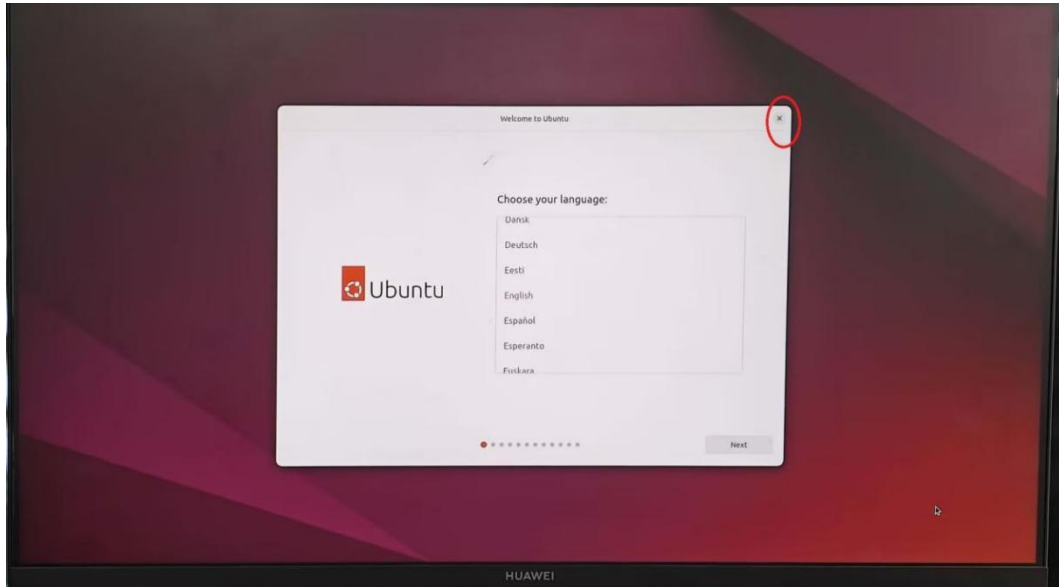 Welcome to Ubuntu
Choose your language:
Dansk
Deutsch
Eesti
English
Español
Esperanto
Euskara
Ubuntu
Next
HUAWEI